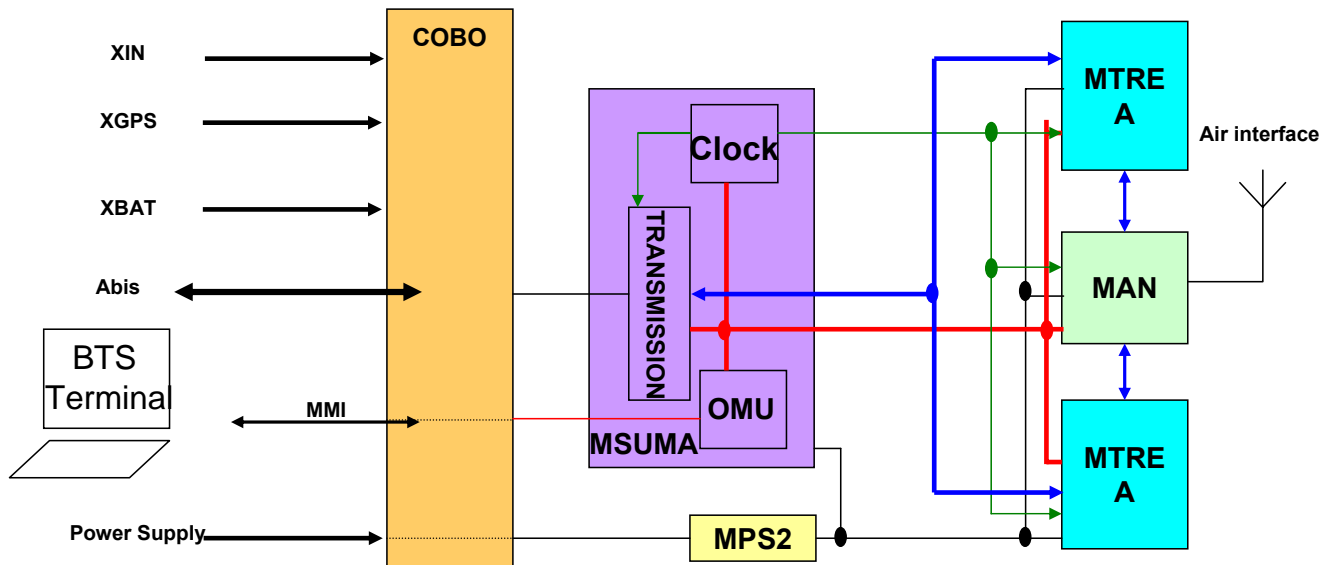 XIN
XGPS
XBAT
Abis
BTS
Terminal
MMI
Power Supply
COBO
Clock
TRANSMISSION
OMU
MSUMA
MPS2
MTRE
A
Air interface
MAN
MTRE
A